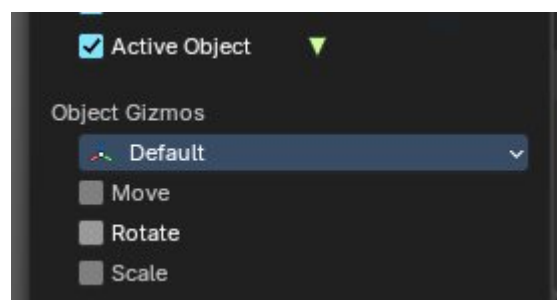 Active Object
Object Gizmos
Default
Move
Rotate
Scale